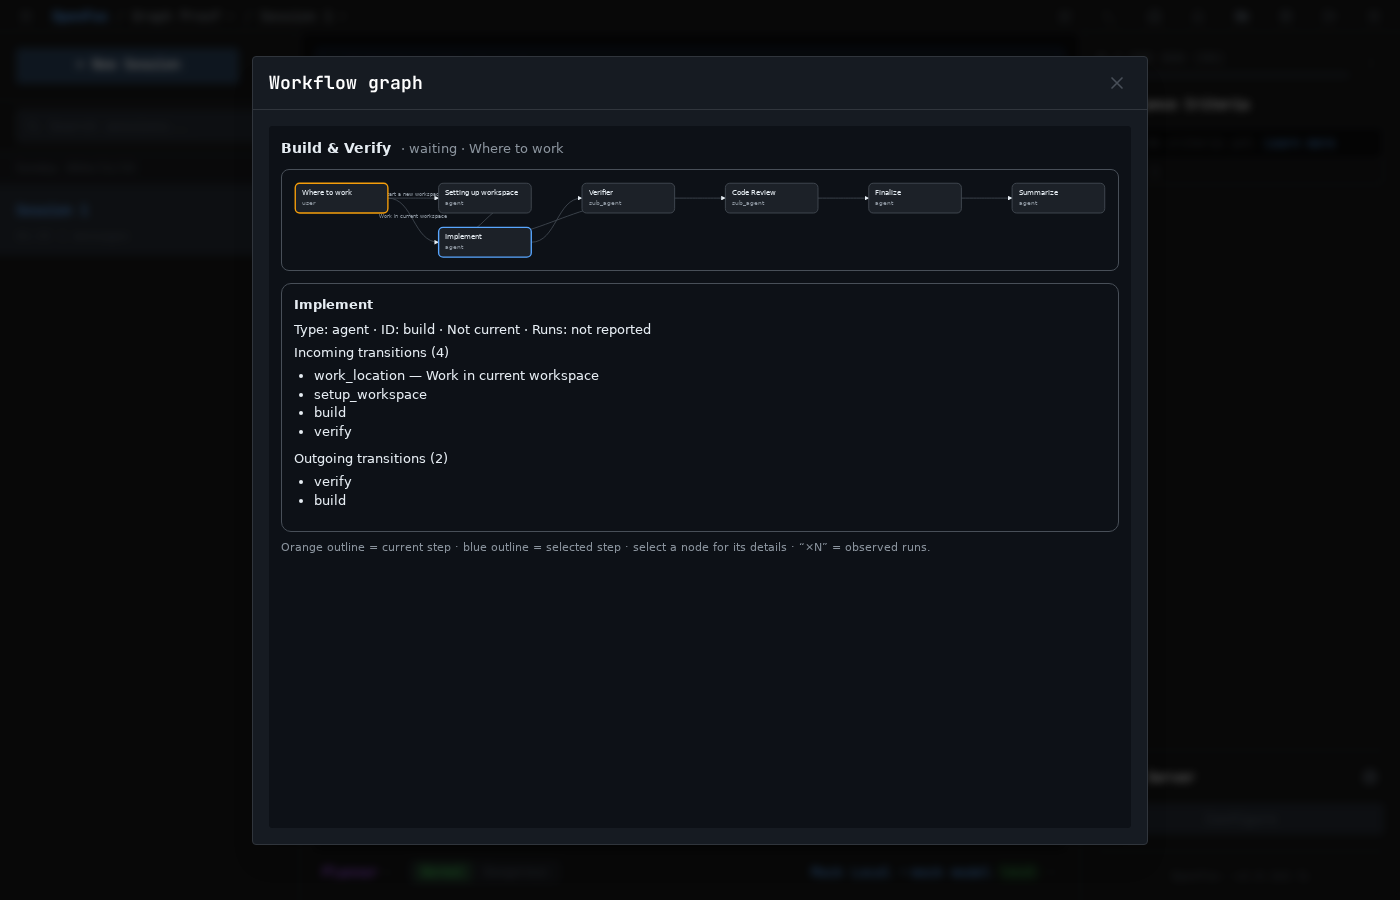 Workflow graph
Build & Verify · waiting · Where to work
Where to work
user
Setting up workspace
agent
Verifier
sub_agent
Code Review
sub_agent
Finalize
agent
Summarize
agent
Work in current workspace
Implement
agent
Implement
Type: agent · ID: build · Not current · Runs: not reported
Incoming transitions (4)
• work_location — Work in current workspace
• setup_workspace
• build
• verify
Outgoing transitions (2)
• verify
• build
Orange outline = current step · blue outline = selected step · select a node for its details · “×N” = observed runs.